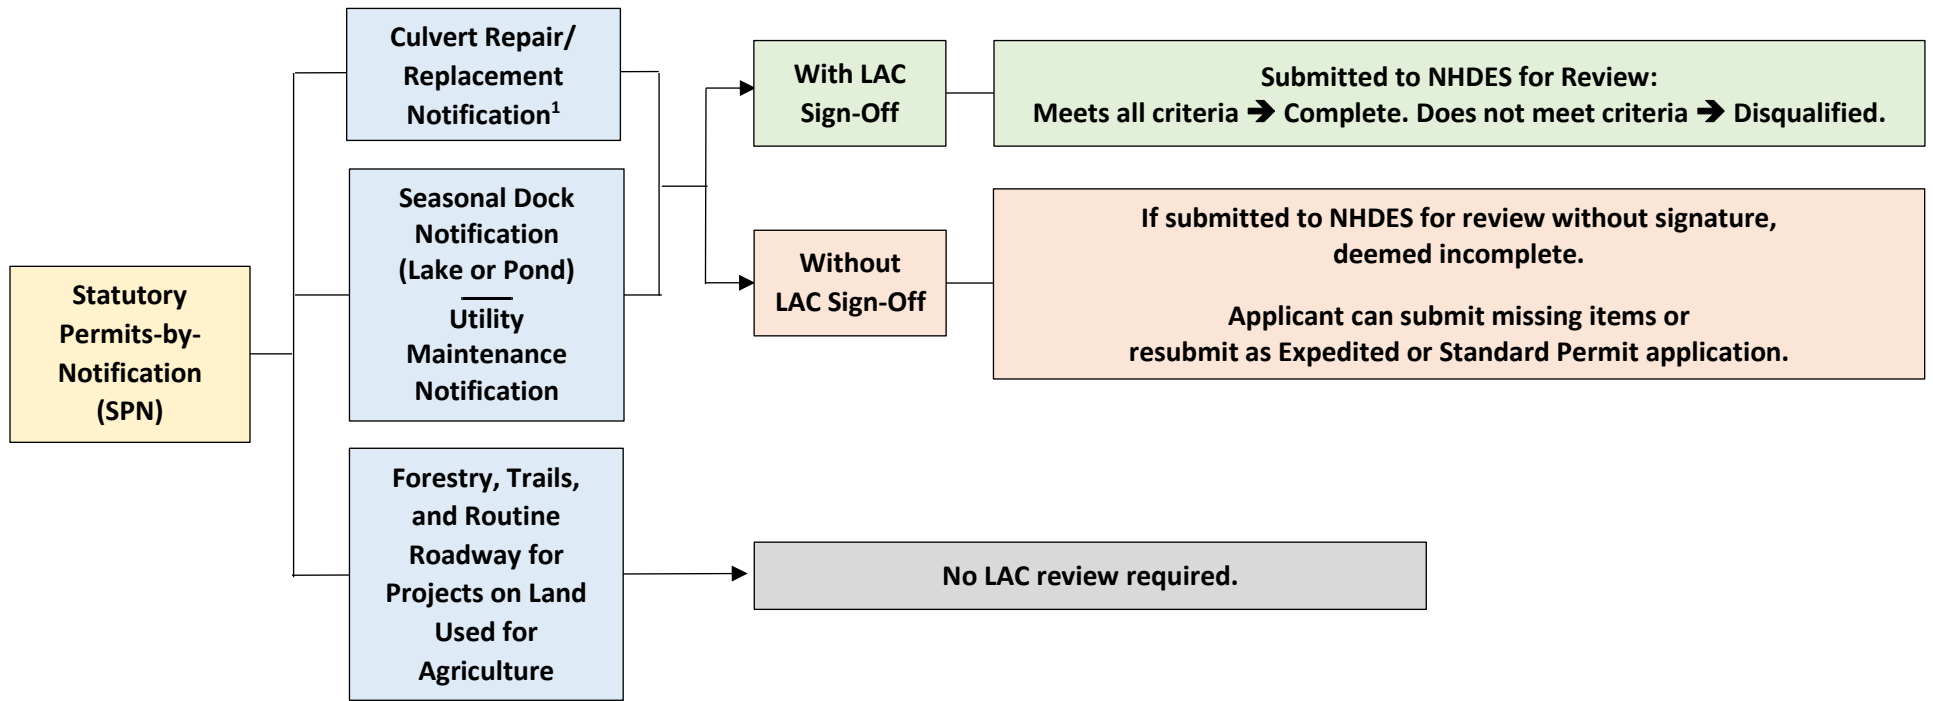 Statutory
Permits-by-
Notification
(SPN)
Culvert Repair/
Replacement
Notification¹
Seasonal Dock
Notification
(Lake or Pond)
Utility
Maintenance
Notification
Forestry, Trails,
and Routine
Roadway for
Projects on Land
Used for
Agriculture
With LAC
Sign-Off
Submitted to NHDES for Review:
Meets all criteria ➔ Complete. Does not meet criteria ➔ Disqualified.
Without
LAC Sign-Off
If submitted to NHDES for review without signature,
deemed incomplete.
Applicant can submit missing items or
resubmit as Expedited or Standard Permit application.
No LAC review required.